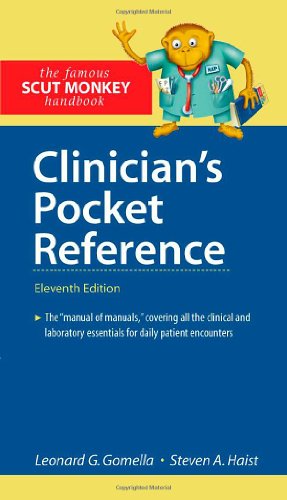 the famous
SCUT MONKEY
handbook
Clinician's
Pocket
Reference
Eleventh Edition
► The "manual of manuals," covering all the clinical and
laboratory essentials for daily patient encounters
Leonard G. Gomella • Steven A. Haist